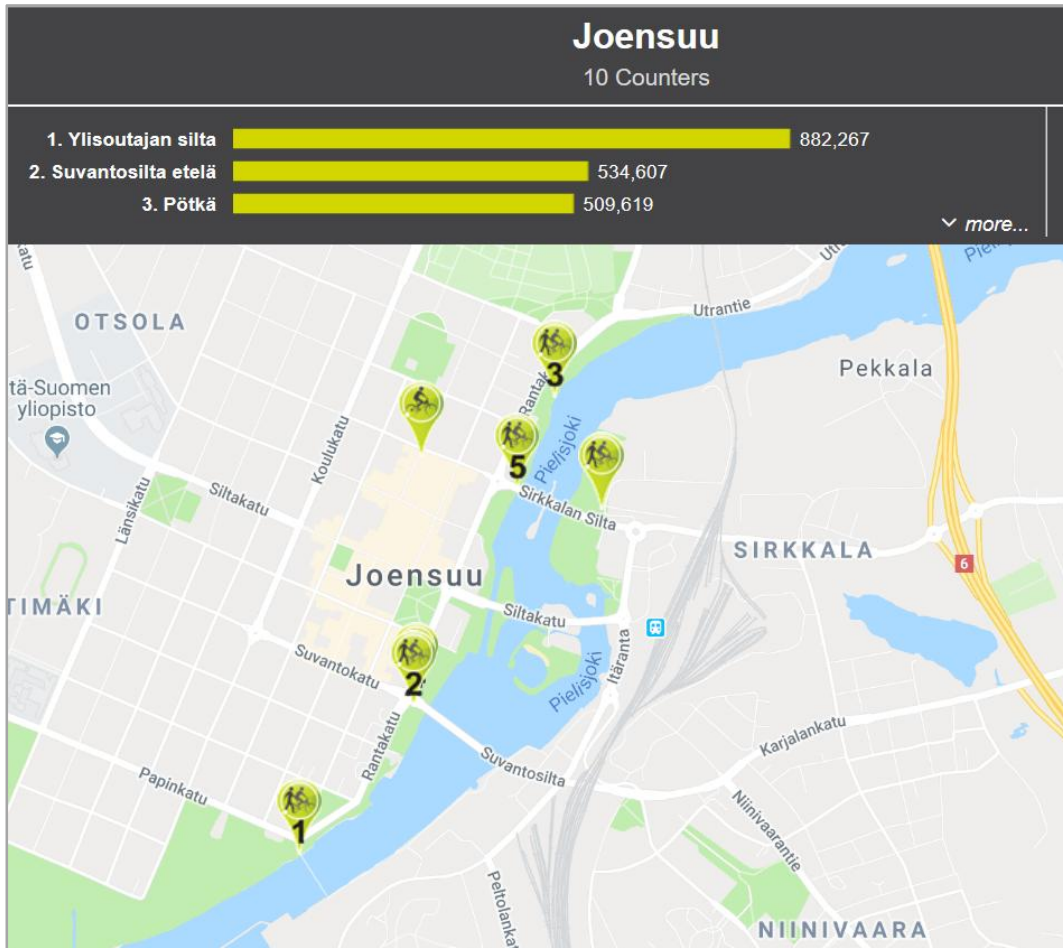 Joensuu
10 Counters
1. Ylisoutajan silta 882,267
2. Suvantosilta etelä 534,607
3. Pötkä 509,619
more...
OTSOLA
Utrantie
Pekkala
tä-Suomen
yliopisto
3
Rantak
Koulukatu
5
Pielisjoki
Länsikatu
Siltakatu
Sirkkalan Silta
SIRKKALA
6
Joensuu
TIMÄKI
Siltakatu
Itäranta
Suvantokatu
2
Pielisjoki
Rantakatu
Suvantosilta
Karjalankatu
Papinkatu
1
Niinivaarantie
Peltolankat
NIINIVAARA